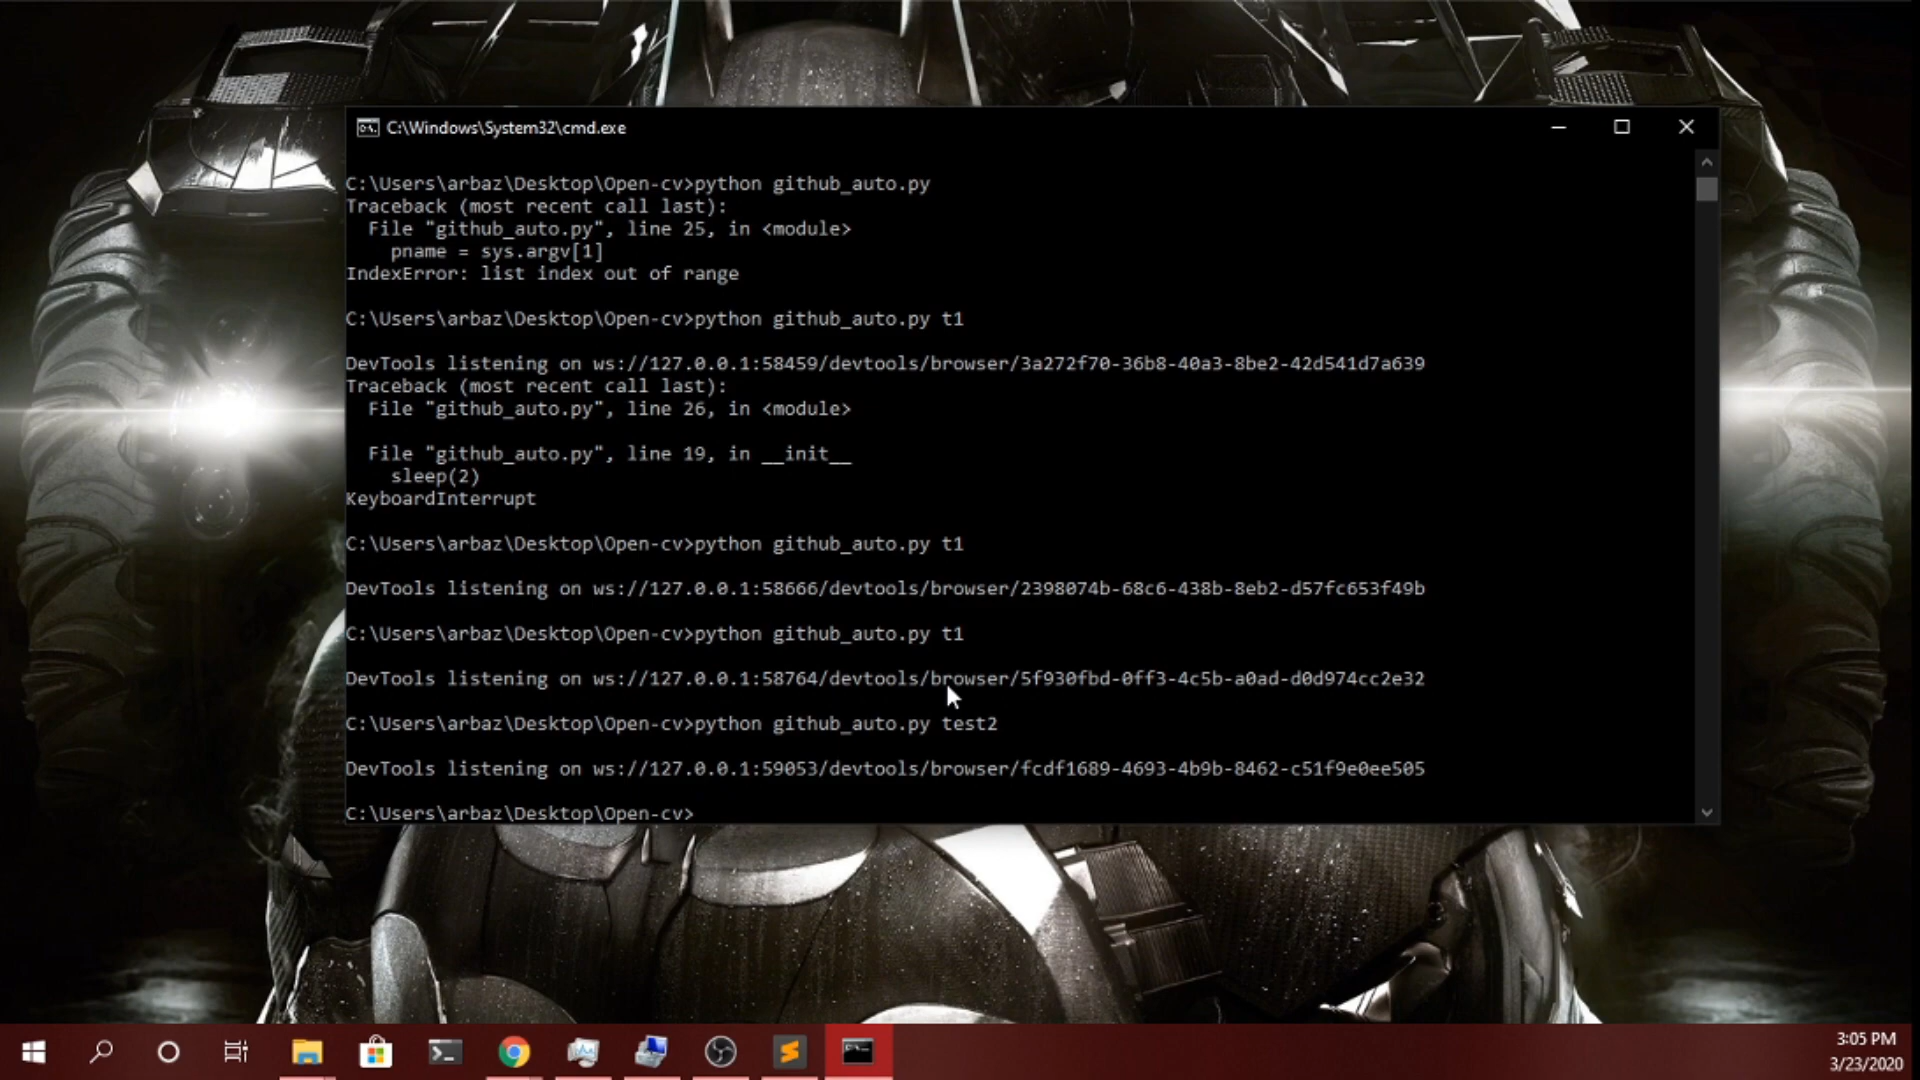 C:\Windows\System32\cmd.exe
C:\Users\arbaz\Desktop\Open-cv>python github_auto.py
Traceback (most recent call last):
  File "github_auto.py", line 25, in <module>
    pname = sys.argv[1]
IndexError: list index out of range
C:\Users\arbaz\Desktop\Open-cv>python github_auto.py t1
DevTools listening on ws://127.0.0.1:58459/devtools/browser/3a272f70-36b8-40a3-8be2-42d541d7a639
Traceback (most recent call last):
  File "github_auto.py", line 26, in <module>
  File "github_auto.py", line 19, in __init__
    sleep(2)
KeyboardInterrupt
C:\Users\arbaz\Desktop\Open-cv>python github_auto.py t1
DevTools listening on ws://127.0.0.1:58666/devtools/browser/2398074b-68c6-438b-8eb2-d57fc653f49b
C:\Users\arbaz\Desktop\Open-cv>python github_auto.py t1
DevTools listening on ws://127.0.0.1:58764/devtools/browser/5f930fbd-0ff3-4c5b-a0ad-d0d974cc2e32
C:\Users\arbaz\Desktop\Open-cv>python github_auto.py test2
DevTools listening on ws://127.0.0.1:59053/devtools/browser/fcdf1689-4693-4b9b-8462-c51f9e0ee505
C:\Users\arbaz\Desktop\Open-cv>
3:05 PM
3/23/2020